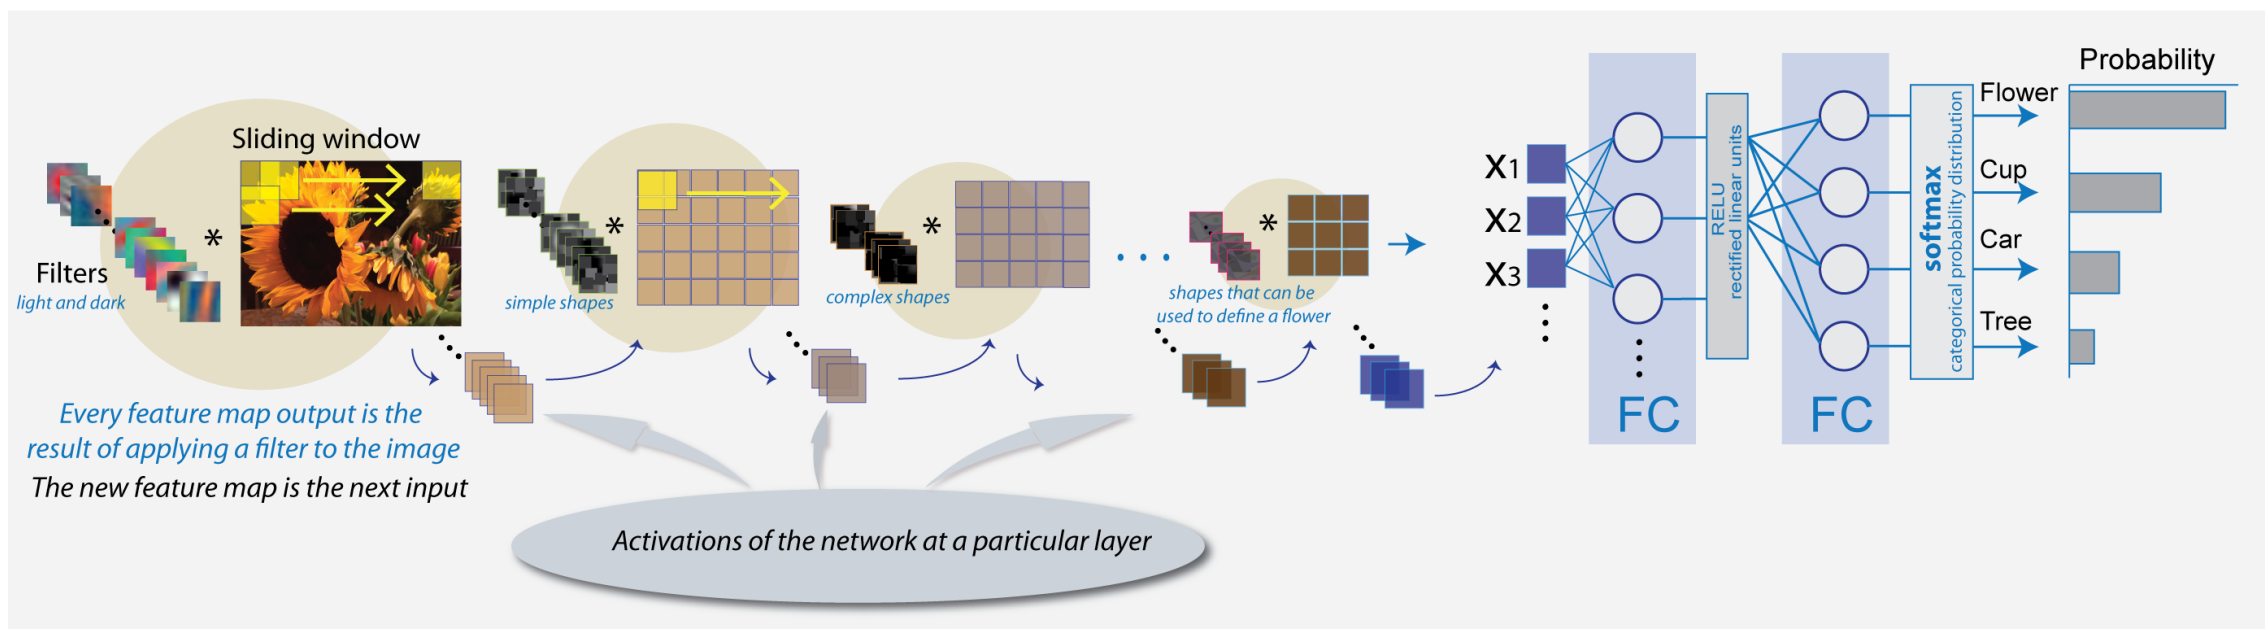 Sliding window
Filters
light and dark
*
Every feature map output is the
result of applying a filter to the image
The new feature map is the next input
simple shapes
*
complex shapes
*
shapes that can be
used to define a flower
*
Activations of the network at a particular layer
X1
X2
X3
FC
RELU
rectified linear units
FC
softmax
categorical probability distribution
Probability
Flower
Cup
Car
Tree